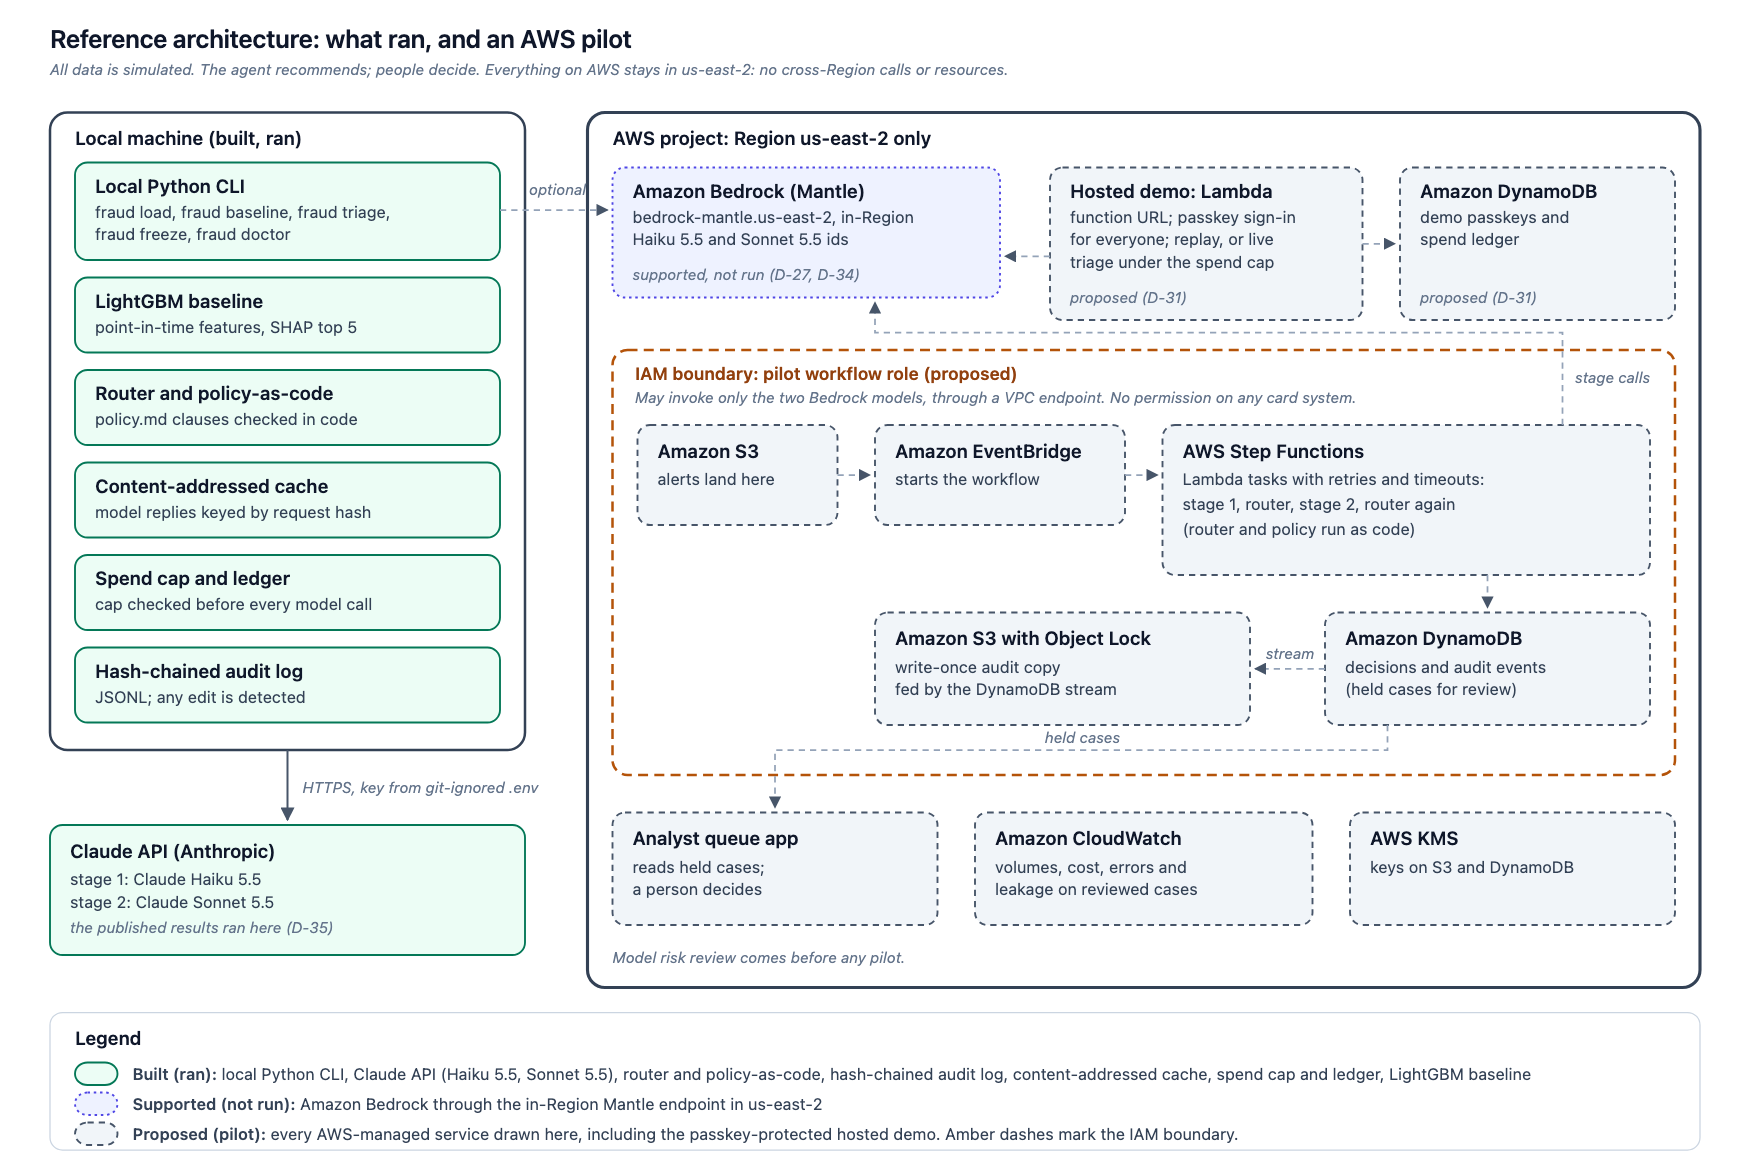 Reference architecture: what ran, and an AWS pilot
All data is simulated. The agent recommends; people decide. Everything on AWS stays in us-east-2: no cross-Region calls or resources.
Local machine (built, ran)
Local Python CLI
fraud load, fraud baseline, fraud triage,
fraud freeze, fraud doctor
LightGBM baseline
point-in-time features, SHAP top 5
Router and policy-as-code
policy.md clauses checked in code
Content-addressed cache
model replies keyed by request hash
Spend cap and ledger
cap checked before every model call
Hash-chained audit log
JSONL; any edit is detected
HTTPS, key from git-ignored .env
Claude API (Anthropic)
stage 1: Claude Haiku 5.5
stage 2: Claude Sonnet 5.5
the published results ran here (D-35)
optional
AWS project: Region us-east-2 only
Amazon Bedrock (Mantle)
bedrock-mantle.us-east-2, in-Region
Haiku 5.5 and Sonnet 5.5 ids
supported, not run (D-27, D-34)
Hosted demo: Lambda
function URL; passkey sign-in
for everyone; replay, or live
triage under the spend cap
proposed (D-31)
Amazon DynamoDB
demo passkeys and
spend ledger
proposed (D-31)
IAM boundary: pilot workflow role (proposed)
May invoke only the two Bedrock models, through a VPC endpoint. No permission on any card system.
stage calls
Amazon S3
alerts land here
Amazon EventBridge
starts the workflow
AWS Step Functions
Lambda tasks with retries and timeouts:
stage 1, router, stage 2, router again
(router and policy run as code)
Amazon S3 with Object Lock
write-once audit copy
fed by the DynamoDB stream
stream
Amazon DynamoDB
decisions and audit events
(held cases for review)
held cases
Analyst queue app
reads held cases;
a person decides
Amazon CloudWatch
volumes, cost, errors and
leakage on reviewed cases
AWS KMS
keys on S3 and DynamoDB
Model risk review comes before any pilot.
Legend
Built (ran): local Python CLI, Claude API (Haiku 5.5, Sonnet 5.5), router and policy-as-code, hash-chained audit log, content-addressed cache, spend cap and ledger, LightGBM baseline
Supported (not run): Amazon Bedrock through the in-Region Mantle endpoint in us-east-2
Proposed (pilot): every AWS-managed service drawn here, including the passkey-protected hosted demo. Amber dashes mark the IAM boundary.